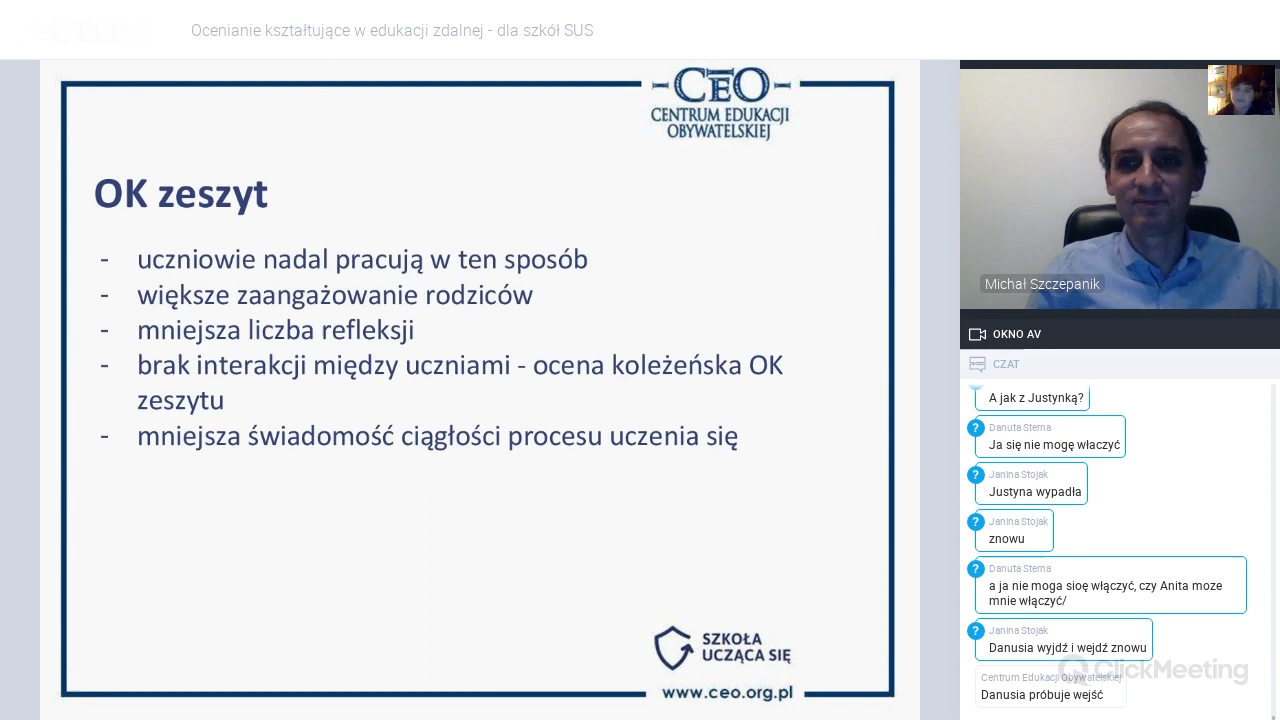 Ocenianie kształtujące w edukacji zdalnej - dla szkół SUS
CEO
CENTRUM EDUKACJI
OBYWATELSKIEJ
OK zeszyt
- uczniowie nadal pracują w ten sposób
- większe zaangażowanie rodziców
- mniejsza liczba refleksji
- brak interakcji między uczniami - ocena koleżeńska OK
zeszytu
- mniejsza świadomość ciągłości procesu uczenia się
SZKOŁA
UCZĄCA SIĘ
www.ceo.org.pl
Michał Szczepanik
OKNO AV
CZAT
A jak z Justynką?
? Danuta Sterna
Ja się nie mogę właczyć
? Janina Stojak
Justyna wypadła
? Janina Stojak
znowu
? Danuta Sterna
a ja nie moga sioę włączyć, czy Anita moze
mnie włączyć/
? Janina Stojak
Danusia wyjdź i wejdź znowu
ClickMeeting
Centrum Edukacji Obywatelskiej
Danusia próbuje wejść